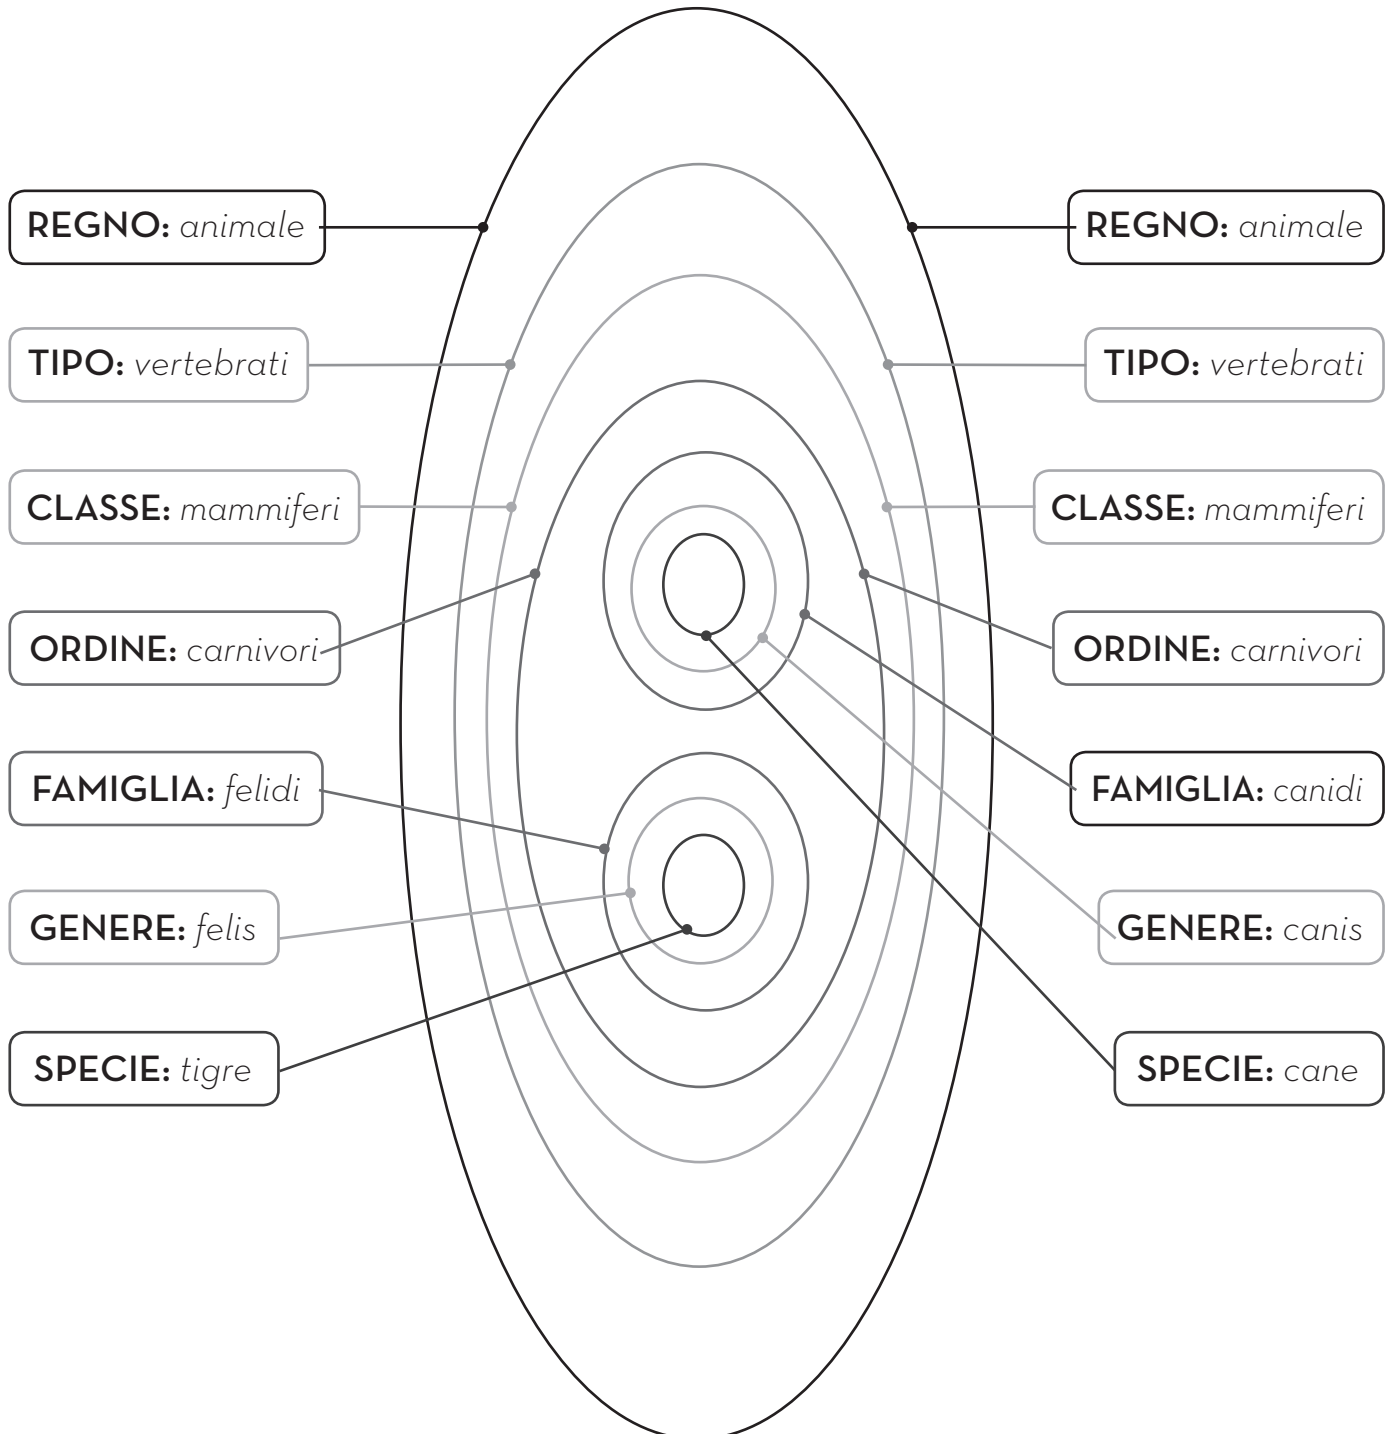 REGNO: animale
REGNO: animale
TIPO: vertebrati
TIPO: vertebrati
CLASSE: mammiferi
CLASSE: mammiferi
ORDINE: carnivori
ORDINE: carnivori
FAMIGLIA: felidi
FAMIGLIA: canidi
GENERE: felis
GENERE: canis
SPECIE: tigre
SPECIE: cane